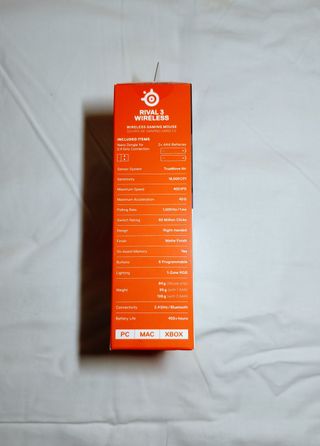 RIVAL 3
WIRELESS
WIRELESS GAMING MOUSE
INCLUDED ITEMS
Nano Dongle for 2x AAA Batteries
2.4 GHz Connection
Sensor System TrueMove Air
Sensitivity 18,000 CPI
Maximum Speed 400 IPS
Maximum Acceleration 40 G
Polling Rate 1,000Hz/1ms
Switch Rating 60 Million Clicks
Design Right-handed
Finish Matte Finish
On-board Memory Yes
Buttons 6 Programmable
Lighting 1-Zone RGB
Weight
Connectivity 2.4GHz/Bluetooth
Battery Life 400+ hours
PC MAC XBOX